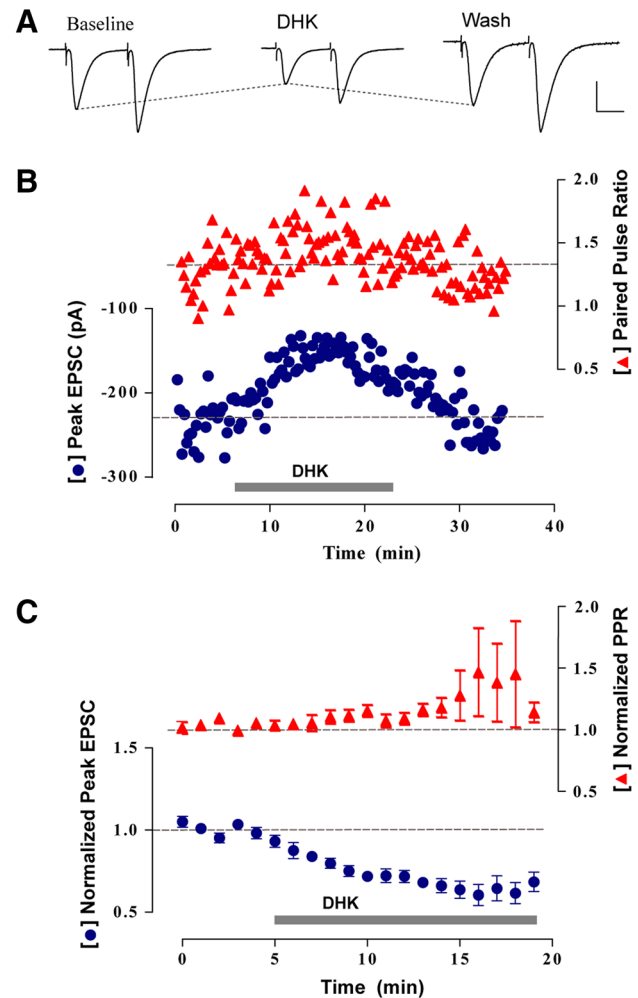 A
Baseline
DHK
Wash
B
2.0
1.5
1.0
0.5
[▲] Paired Pulse Ratio
-100
-200
-300
[●] Peak EPSC (pA)
DHK
0 10 20 30 40
Time (min)
C
2.0
1.5
1.0
0.5
[▲] Normalized PPR
1.5
1.0
0.5
[●] Normalized Peak EPSC
DHK
0 5 10 15 20
Time (min)